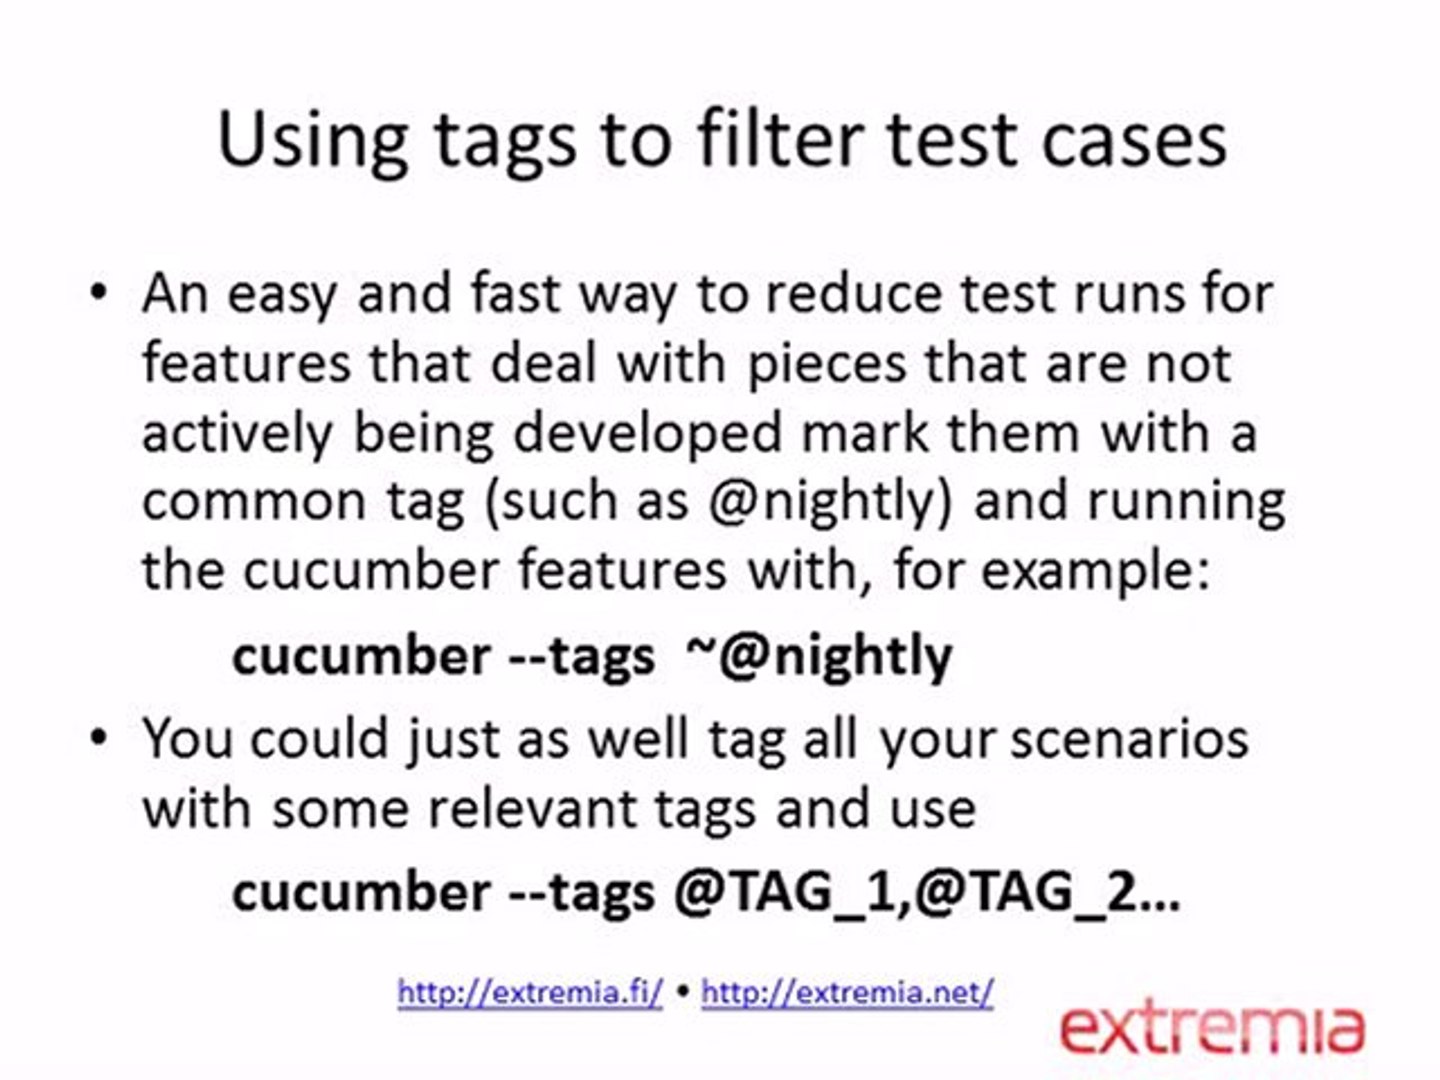 Using tags to filter test cases
• An easy and fast way to reduce test runs for
features that deal with pieces that are not
actively being developed mark them with a
common tag (such as @nightly) and running
the cucumber features with, for example:
cucumber --tags ~@nightly
• You could just as well tag all your scenarios
with some relevant tags and use
cucumber --tags @TAG_1,@TAG_2...
http://extremia.fi/ • http://extremia.net/
extremia